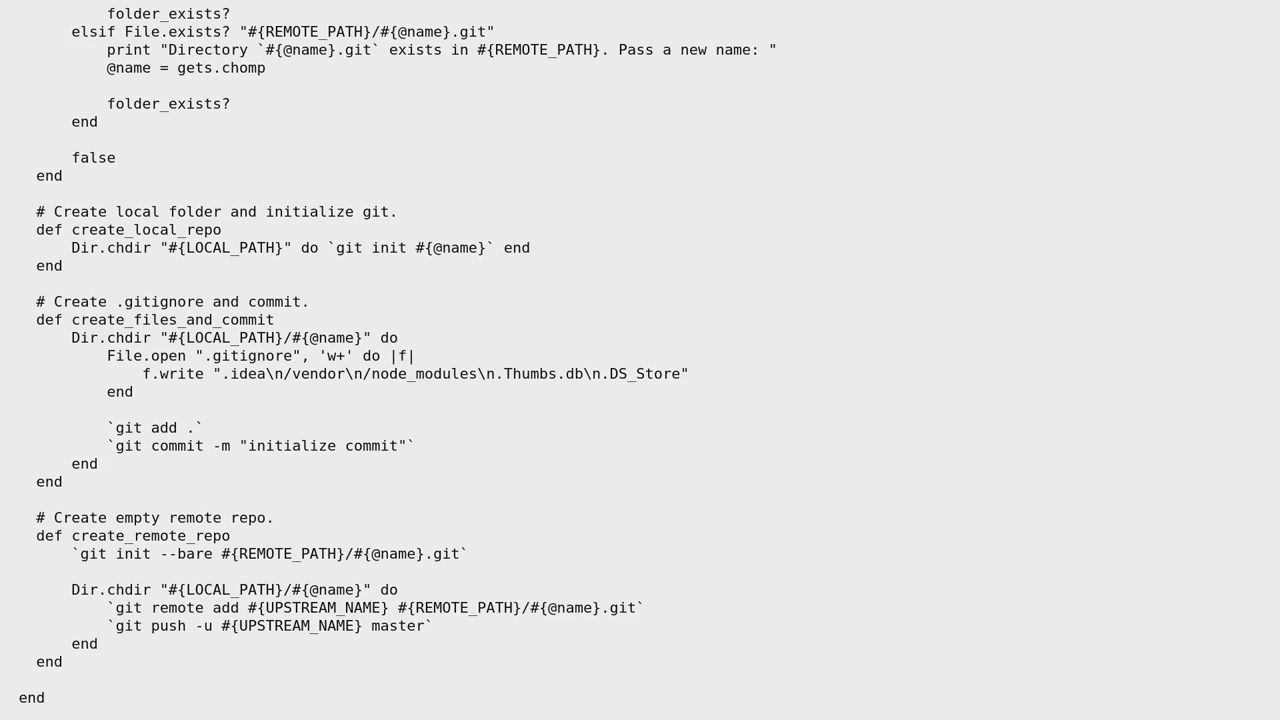 folder_exists?
elsif File.exists? "#{REMOTE_PATH}/#{@name}.git"
print "Directory `#{@name}.git` exists in #{REMOTE_PATH}. Pass a new name: "
@name = gets.chomp
folder_exists?
end
false
end
# Create local folder and initialize git.
def create_local_repo
Dir.chdir "#{LOCAL_PATH}" do `git init #{@name}` end
end
# Create .gitignore and commit.
def create_files_and_commit
Dir.chdir "#{LOCAL_PATH}/#{@name}" do
File.open ".gitignore", 'w+' do |f|
f.write ".idea\n/vendor\n/node_modules\n.Thumbs.db\n.DS_Store"
end
`git add .`
`git commit -m "initialize commit"`
end
end
# Create empty remote repo.
def create_remote_repo
`git init --bare #{REMOTE_PATH}/#{@name}.git`
Dir.chdir "#{LOCAL_PATH}/#{@name}" do
`git remote add #{UPSTREAM_NAME} #{REMOTE_PATH}/#{@name}.git`
`git push -u #{UPSTREAM_NAME} master`
end
end
end